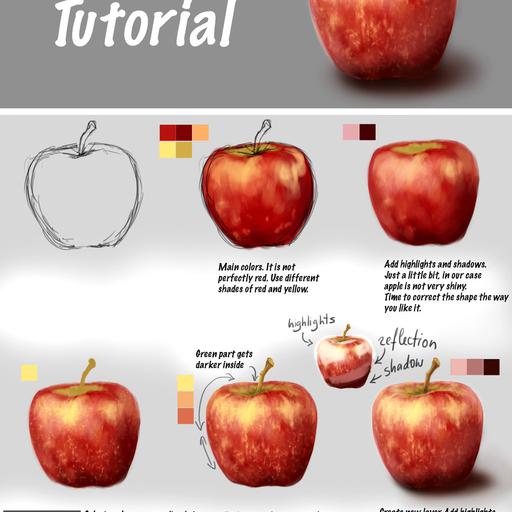 Tutorial
Main colors. It is not
perfectly red. Use different
shades of red and yellow.
Add highlights and shadows.
Just a little bit, in our case
apple is not very shiny.
Time to correct the shape the way
you like it.
highlights
reflection
shadow
Green part gets
darker inside
Create new layer. Add highlights